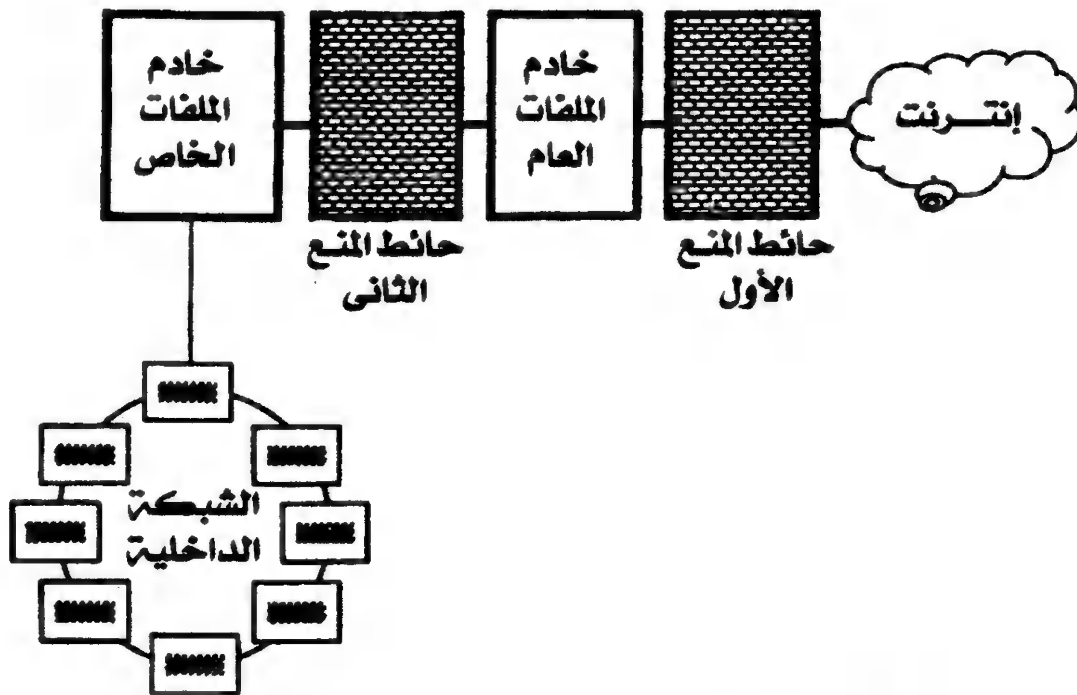 إنترنت
خادم
الملفات
العام
خادم
الملفات
الخاص
حائط المنع
الأول
حائط المنع
الثانى
الشبكة
الداخلية